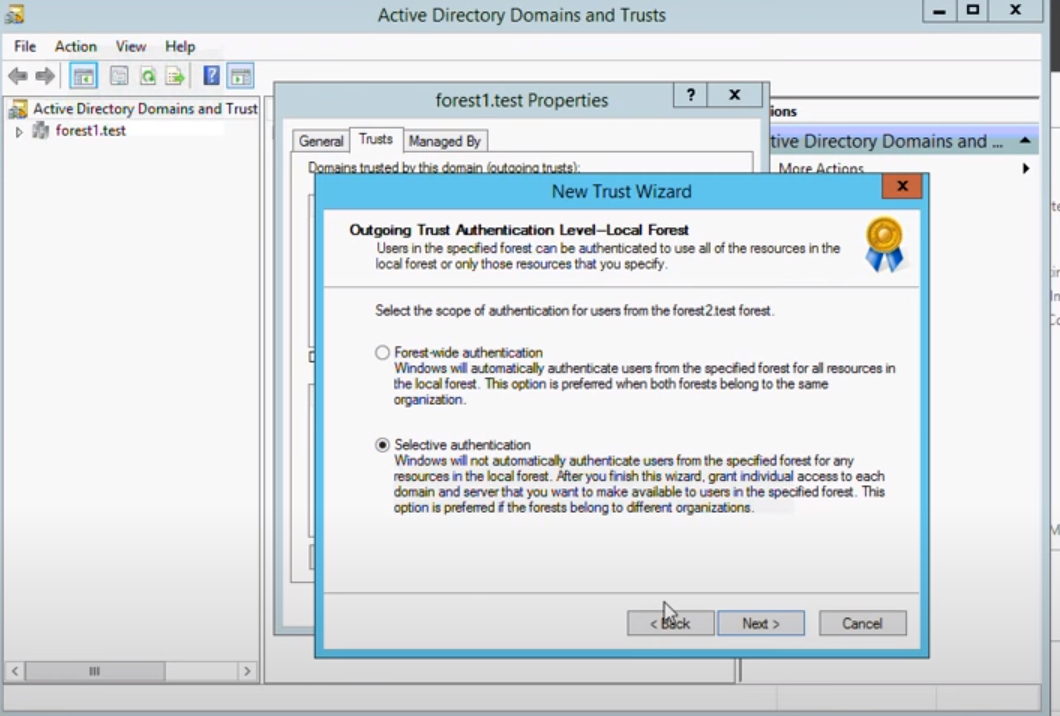 Active Directory Domains and Trusts
File Action View Help
Active Directory Domains and Trust
forest1.test
forest1.test Properties
? X
General Trusts Managed By
Domains trusted by this domain (outgoing trusts):
ions
tive Directory Domains and ...
More Actions
New Trust Wizard
Outgoing Trust Authentication Level--Local Forest
Users in the specified forest can be authenticated to use all of the resources in the
local forest or only those resources that you specify.
Select the scope of authentication for users from the forest2.test forest.
Forest-wide authentication
Windows will automatically authenticate users from the specified forest for all resources in
the local forest. This option is preferred when both forests belong to the same
organization.
Selective authentication
Windows will not automatically authenticate users from the specified forest for any
resources in the local forest. After you finish this wizard, grant individual access to each
domain and server that you want to make available to users in the specified forest. This
option is preferred if the forests belong to different organizations.
< Back Next > Cancel